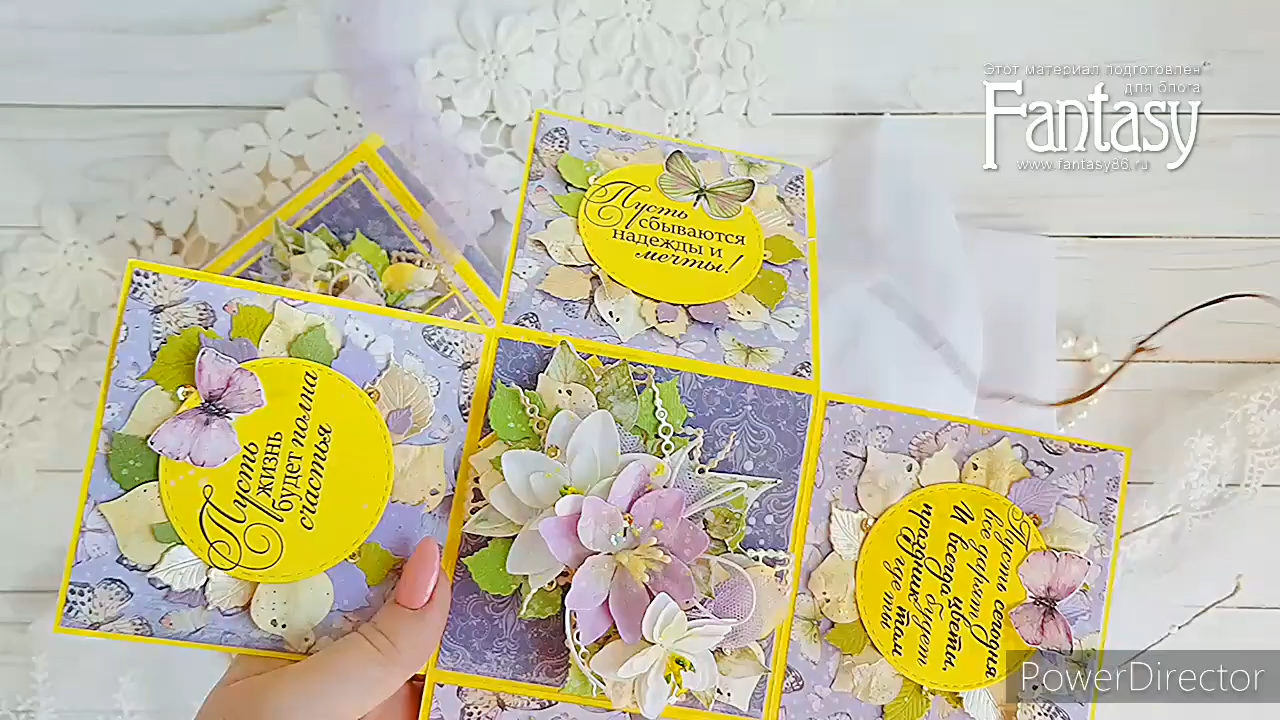 Этот материал подготовлен
для блога
Fantasy
www.fantasy86.ru
Пусть
сбываются
надежды и
мечты!
Пусть
жизнь
будет полна
счастья
Пусть сегодня
все дарят
цветы.
И всегда будет
праздник
Где ты!
PowerDirector